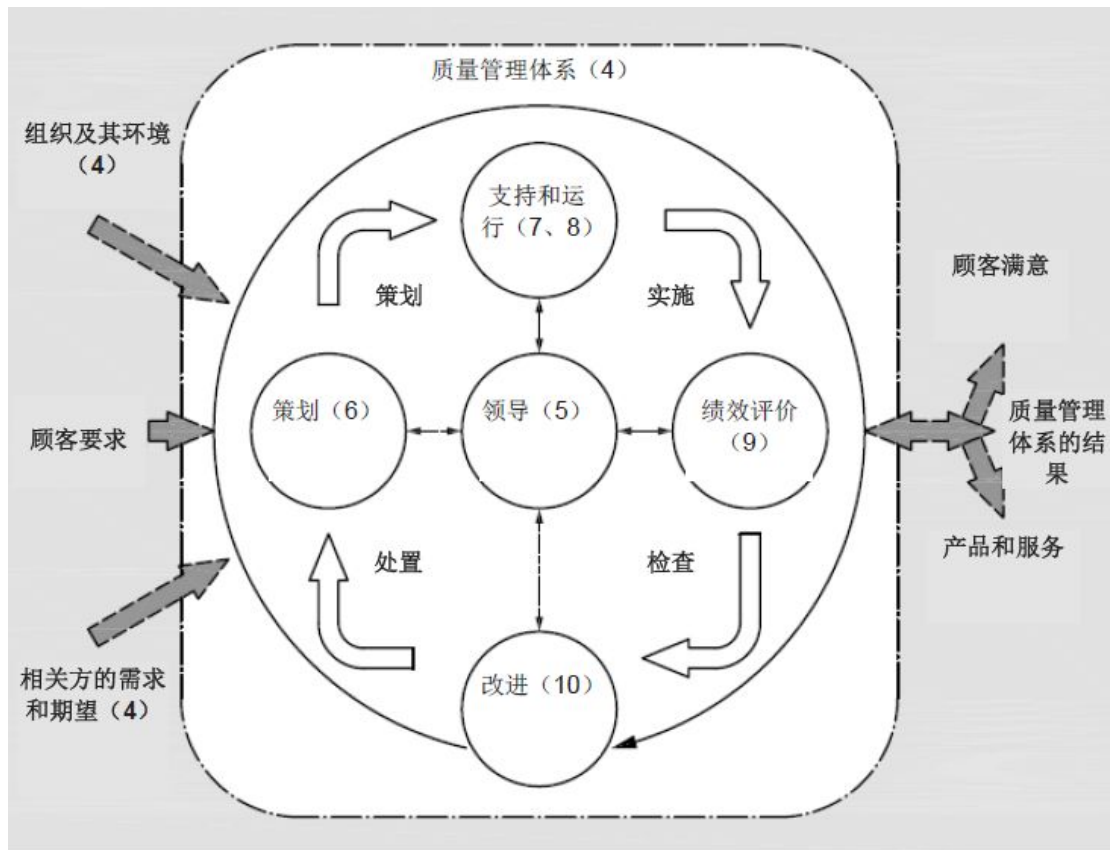 质量管理体系（4）
组织及其环境
（4）
支持和运
行（7、8）
策划
实施
顾客满意
顾客要求
策划（6）
领导（5）
绩效评价
（9）
质量管理
体系的结
果
处置
检查
产品和服务
相关方的需求
和期望（4）
改进（10）